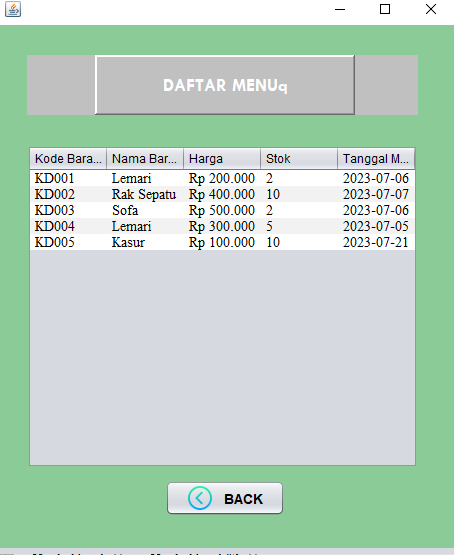 DAFTAR MENUq
Kode Bara... Nama Bar... Harga Stok Tanggal M...
KD001 Lemari Rp 200.000 2 2023-07-06
KD002 Rak Sepatu Rp 400.000 10 2023-07-07
KD003 Sofa Rp 500.000 2 2023-07-06
KD004 Lemari Rp 300.000 5 2023-07-05
KD005 Kasur Rp 100.000 10 2023-07-21
BACK